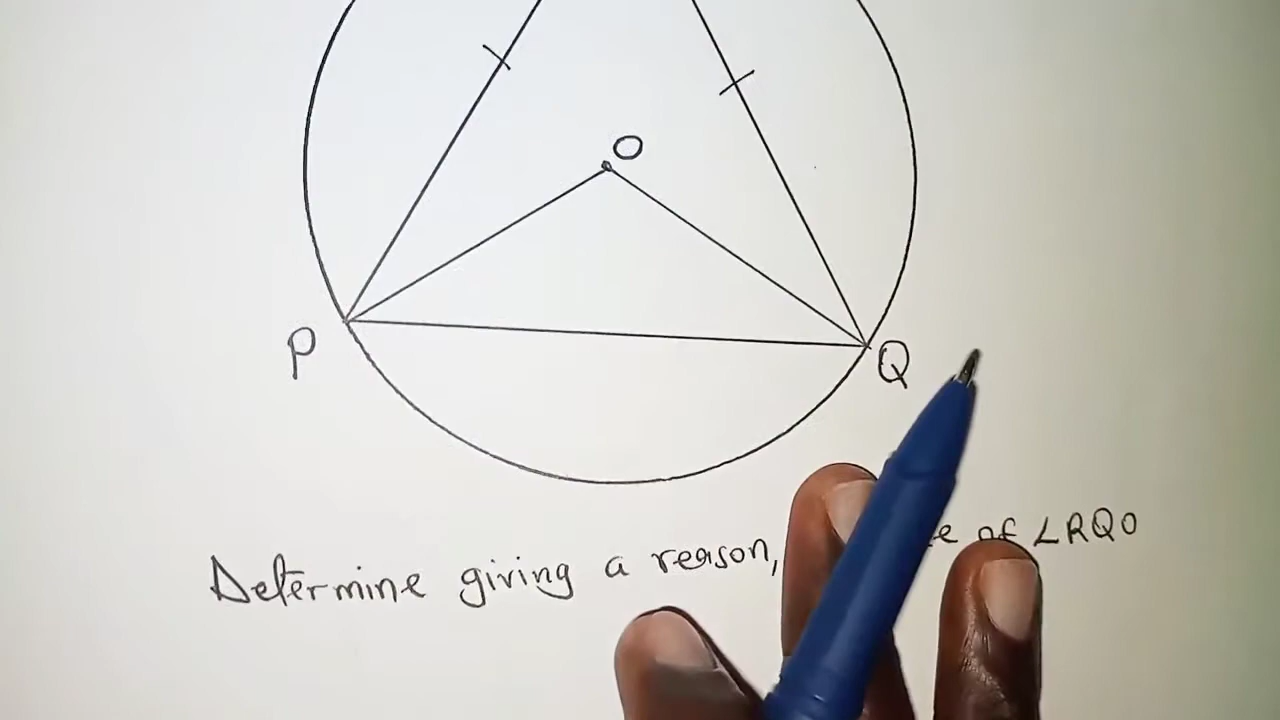 O
P
Q
Determine giving a reason, of ∠RQO